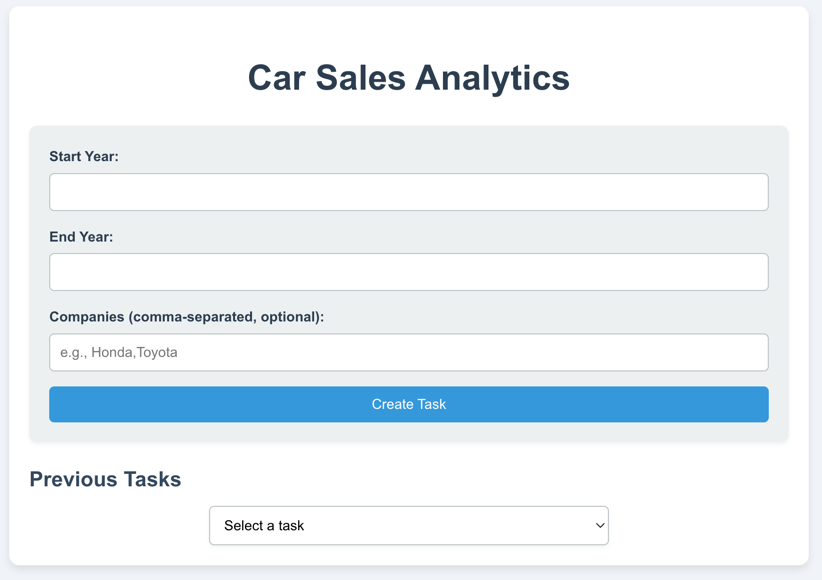 Car Sales Analytics
Start Year:
End Year:
Companies (comma-separated, optional):
e.g., Honda,Toyota
Create Task
Previous Tasks
Select a task